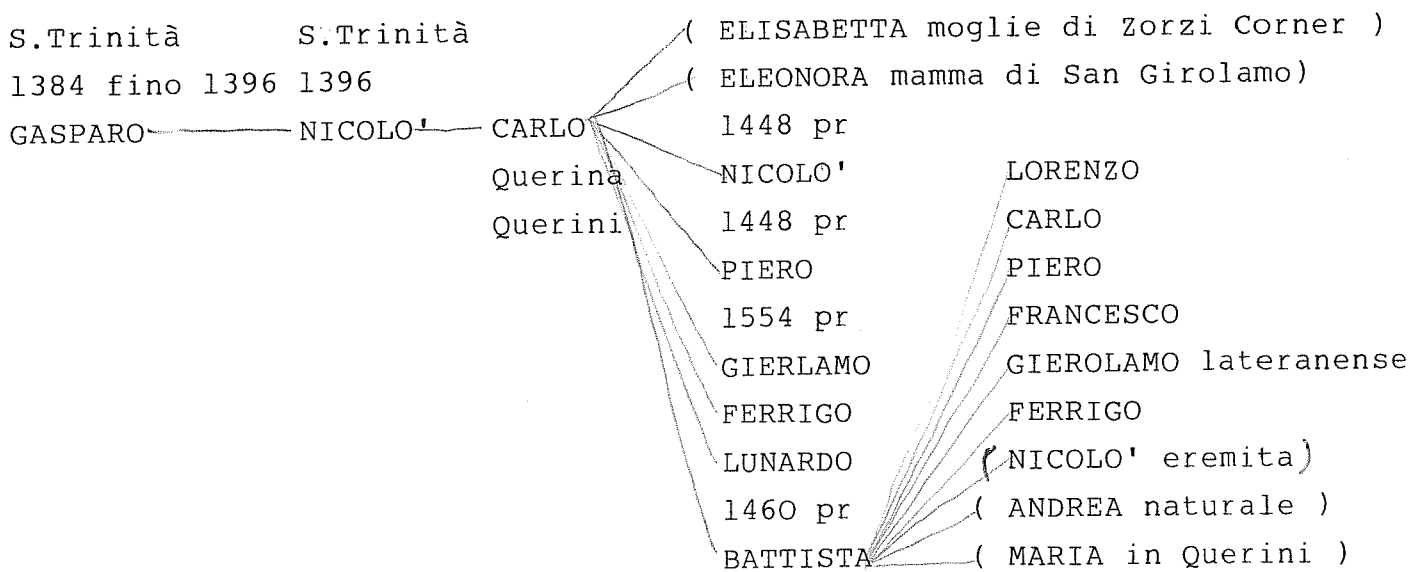 S.Trinità S.Trinità ( ELISABETTA moglie di Zorzi Corner )
1384 fino 1396 1396 ( ELEONORA mamma di San Girolamo)
GASPARO NICOLO' CARLO 1448 pr
Querina NICOLO' LORENZO
Querini 1448 pr CARLO
PIERO PIERO
1554 pr FRANCESCO
GIERLAMO GIEROLAMO lateranense
FERRIGO FERRIGO
LUNARDO (NICOLO' eremita)
1460 pr ( ANDREA naturale )
BATTISTA ( MARIA in Querini )